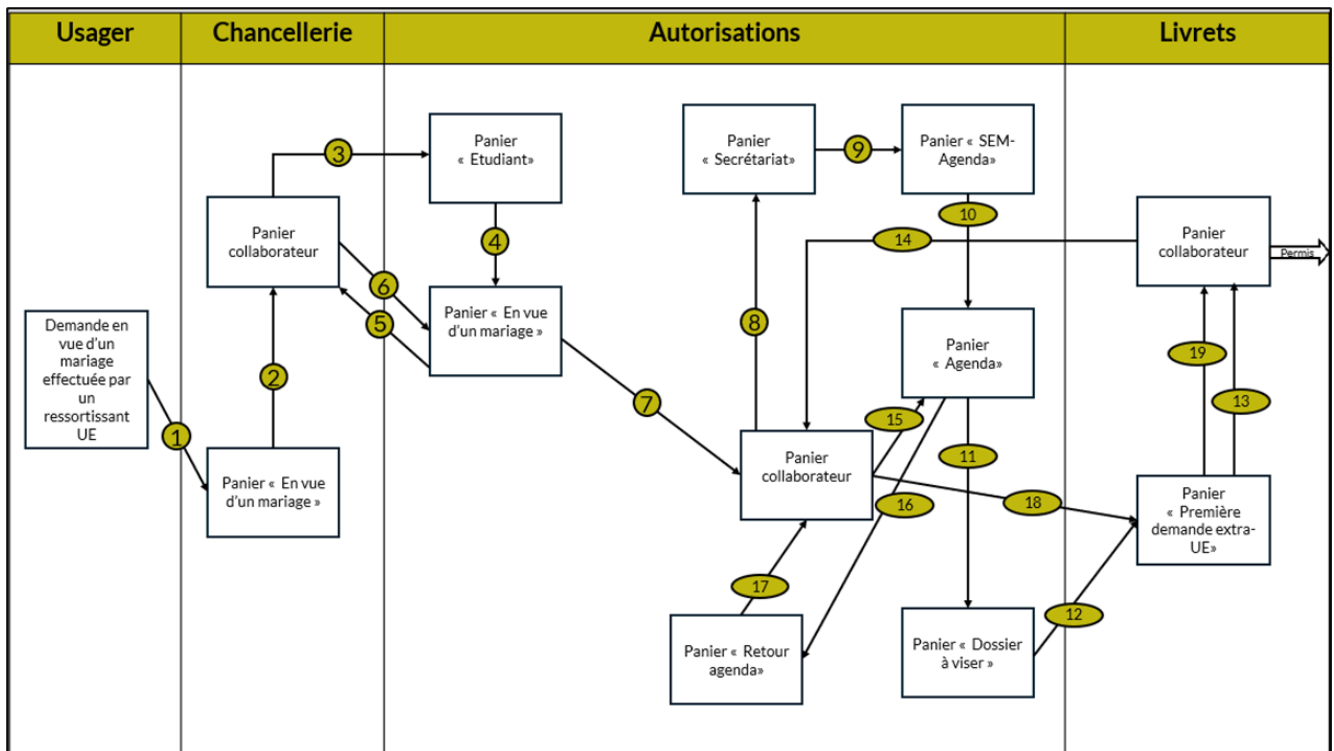 Usager
Chancellerie
Autorisations
Livrets
Demande en
vue d'un
mariage
effectuée par
un
ressortissant
UE
1
Panier « En vue
d'un mariage »
2
Panier
collaborateur
3
Panier
« Etudiant»
4
Panier « En vue
d'un mariage »
5
6
7
Panier
collaborateur
8
Panier
« Secrétariat»
9
Panier « SEM-
Agenda»
10
Panier
« Agenda»
11
Panier « Dossier
à viser »
12
Panier
« Première
demande extra-
UE»
13
Panier
collaborateur
14
15
16
Panier « Retour
agenda»
17
18
19
Permis